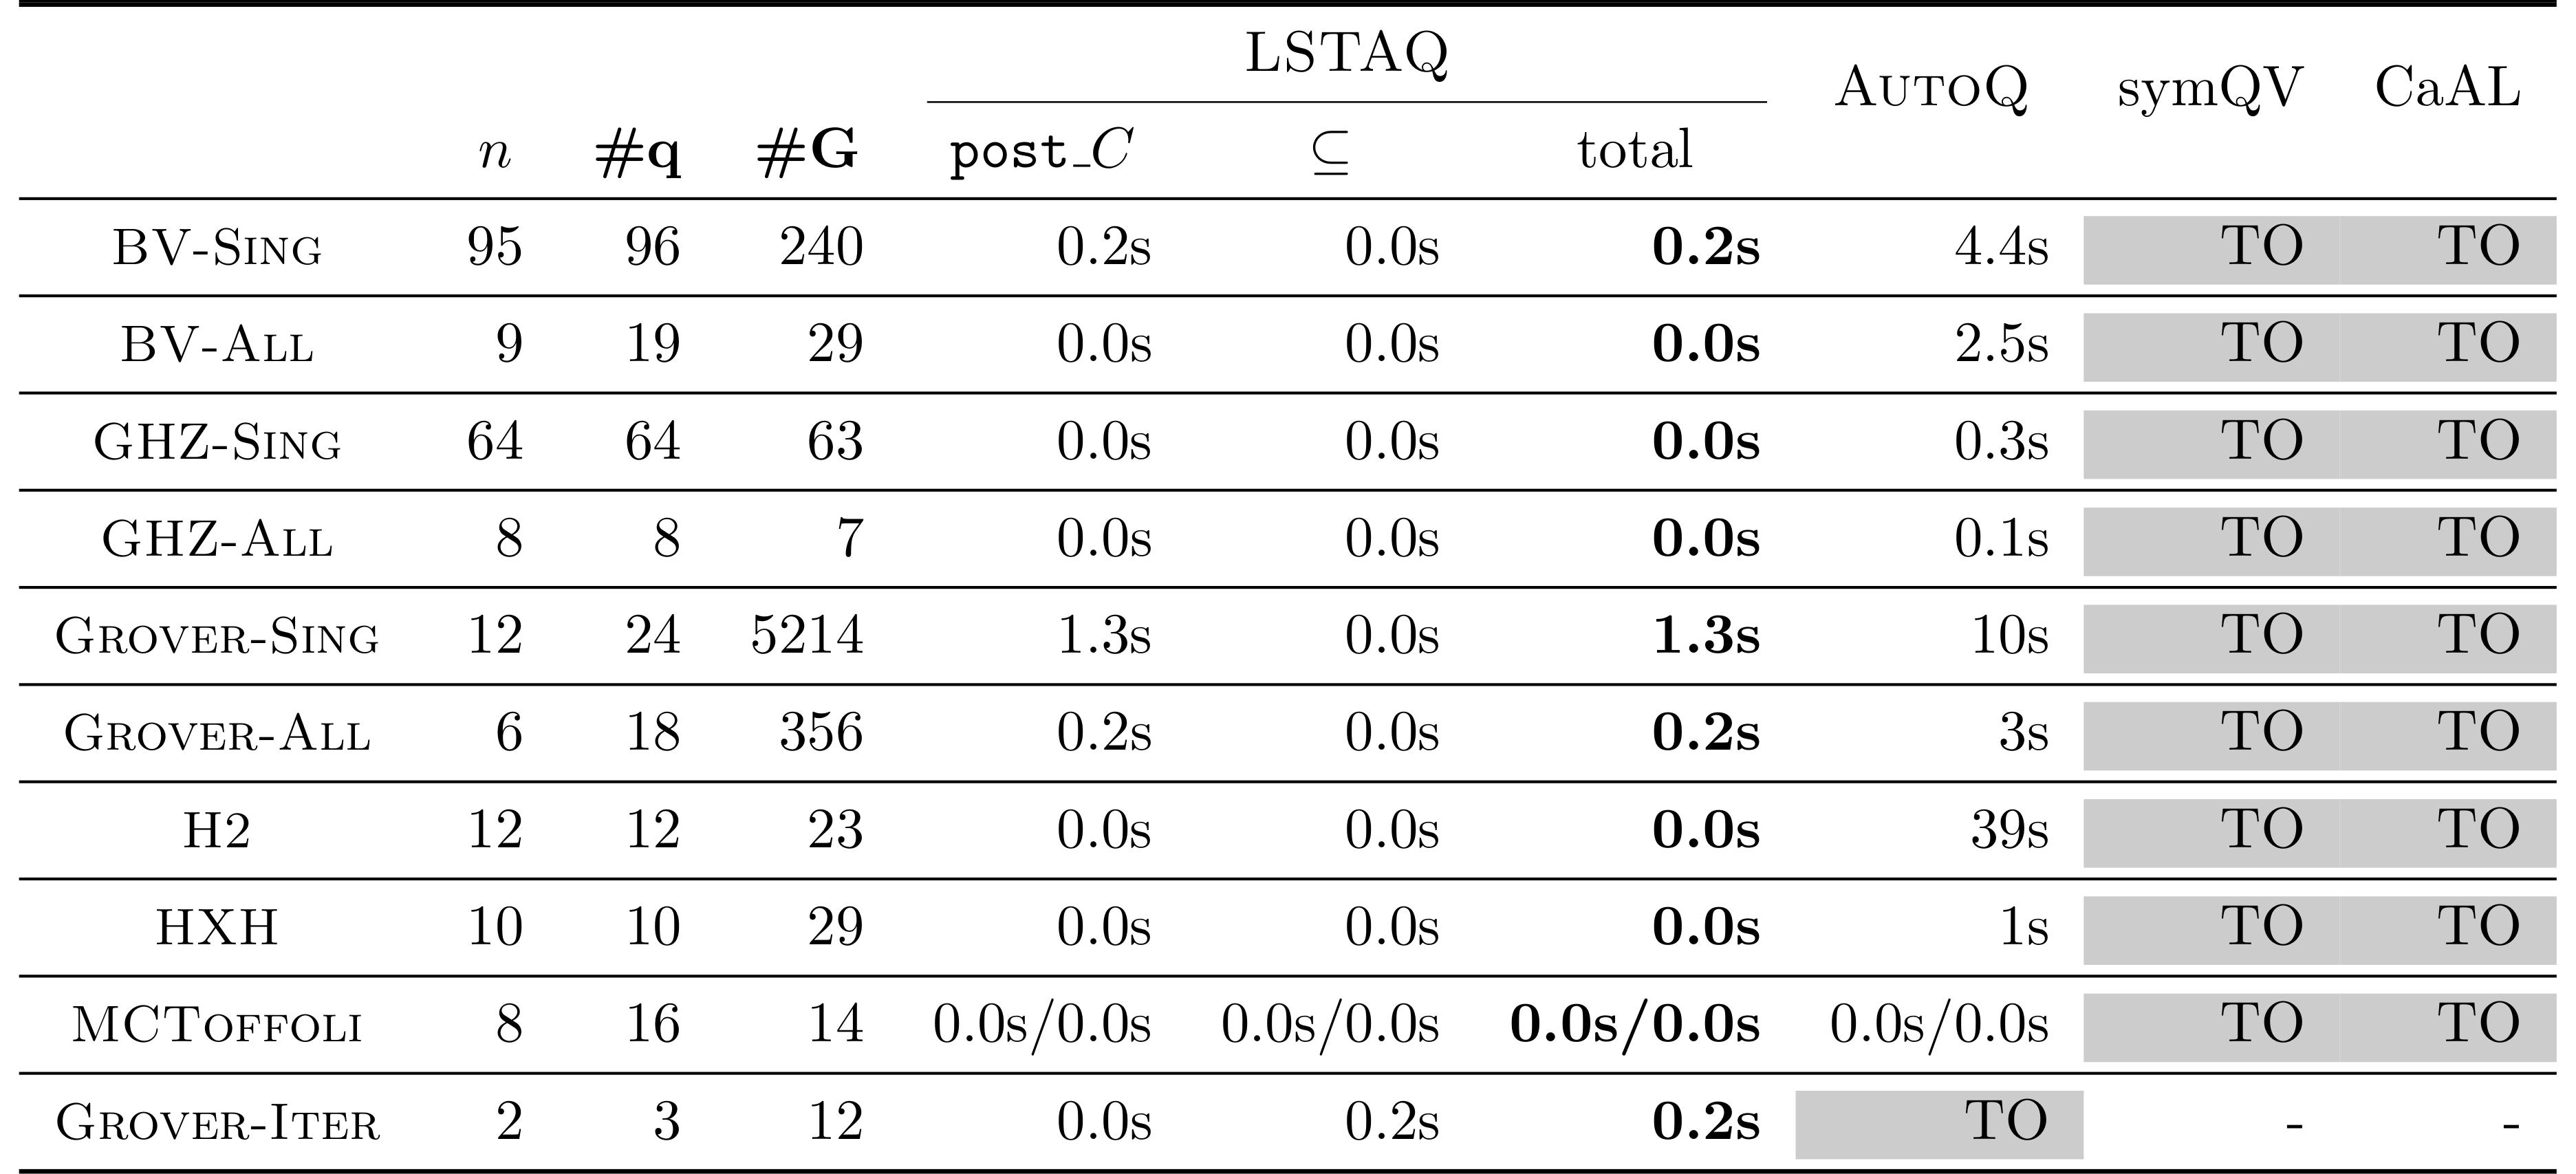 LSTAQ AUTOQ symQV CaAL
n #q #G post_C ⊆ total
BV-SING 95 96 240 0.2s 0.0s 0.2s 4.4s TO TO
BV-ALL 9 19 29 0.0s 0.0s 0.0s 2.5s TO TO
GHZ-SING 64 64 63 0.0s 0.0s 0.0s 0.3s TO TO
GHZ-ALL 8 8 7 0.0s 0.0s 0.0s 0.1s TO TO
GROVER-SING 12 24 5214 1.3s 0.0s 1.3s 10s TO TO
GROVER-ALL 6 18 356 0.2s 0.0s 0.2s 3s TO TO
H2 12 12 23 0.0s 0.0s 0.0s 39s TO TO
HXH 10 10 29 0.0s 0.0s 0.0s 1s TO TO
MCTOFFOLI 8 16 14 0.0s/0.0s 0.0s/0.0s 0.0s/0.0s 0.0s/0.0s TO TO
GROVER-ITER 2 3 12 0.0s 0.2s 0.2s TO - -